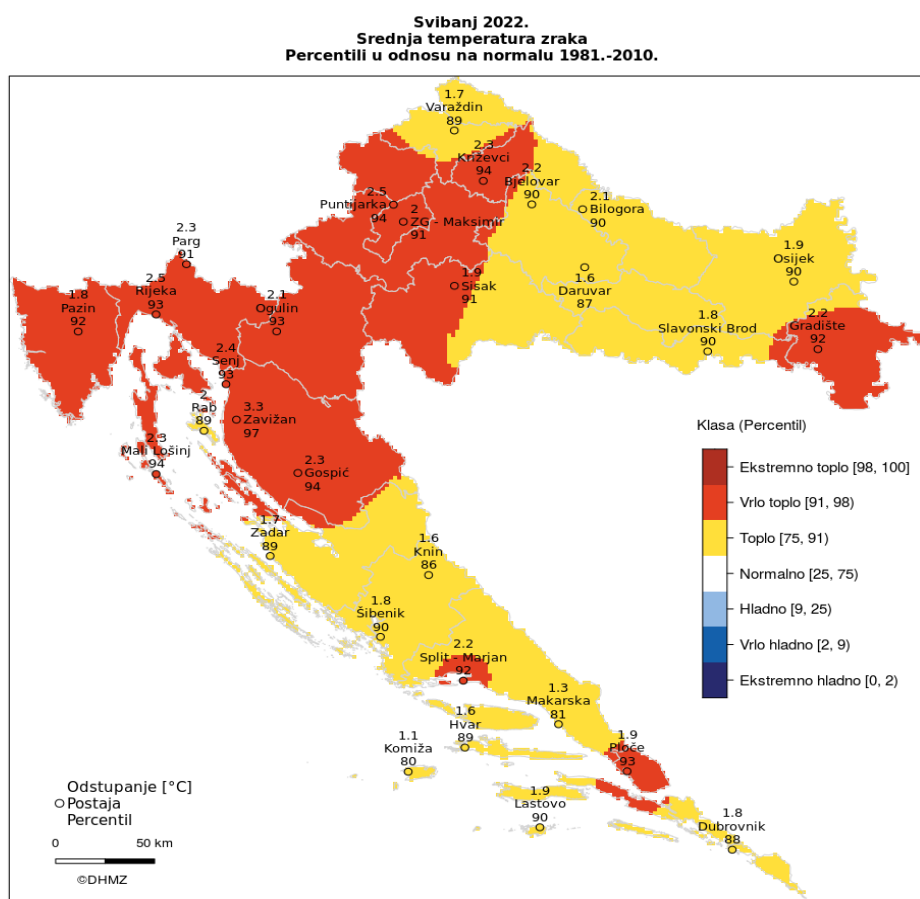 Svibanj 2022.
Srednja temperatura zraka
Percentili u odnosu na normalu 1981.-2010.
1.7
Varaždin
89
2.3
Križevci
94
2.2
Bjelovar
90
2.5
Puntijarka
94
2
ZG - Maksimir
91
2.1
Bilogora
90
2.3
Parg
91
1.9
Osijek
90
2.5
Rijeka
93
1.8
Pazin
92
2.1
Ogulin
93
1.9
Sisak
91
1.6
Daruvar
87
1.8
Slavonski Brod
90
2.2
Gradište
92
2.4
Senj
93
2
Rab
89
3.3
Zavižan
97
2.3
Mali Lošinj
94
2.3
Gospić
94
Klasa (Percentil)
Ekstremno toplo [98, 100]
Vrlo toplo [91, 98)
Toplo [75, 91)
Normalno [25, 75)
Hladno [9, 25)
Vrlo hladno [2, 9)
Ekstremno hladno [0, 2)
1.7
Zadar
89
1.6
Knin
86
1.8
Šibenik
90
2.2
Split - Marjan
92
1.3
Makarska
81
1.6
Hvar
89
1.1
Komiža
80
1.9
Ploče
93
1.9
Lastovo
90
1.8
Dubrovnik
88
Odstupanje [°C]
Postaja
Percentil
0 50 km
©DHMZ